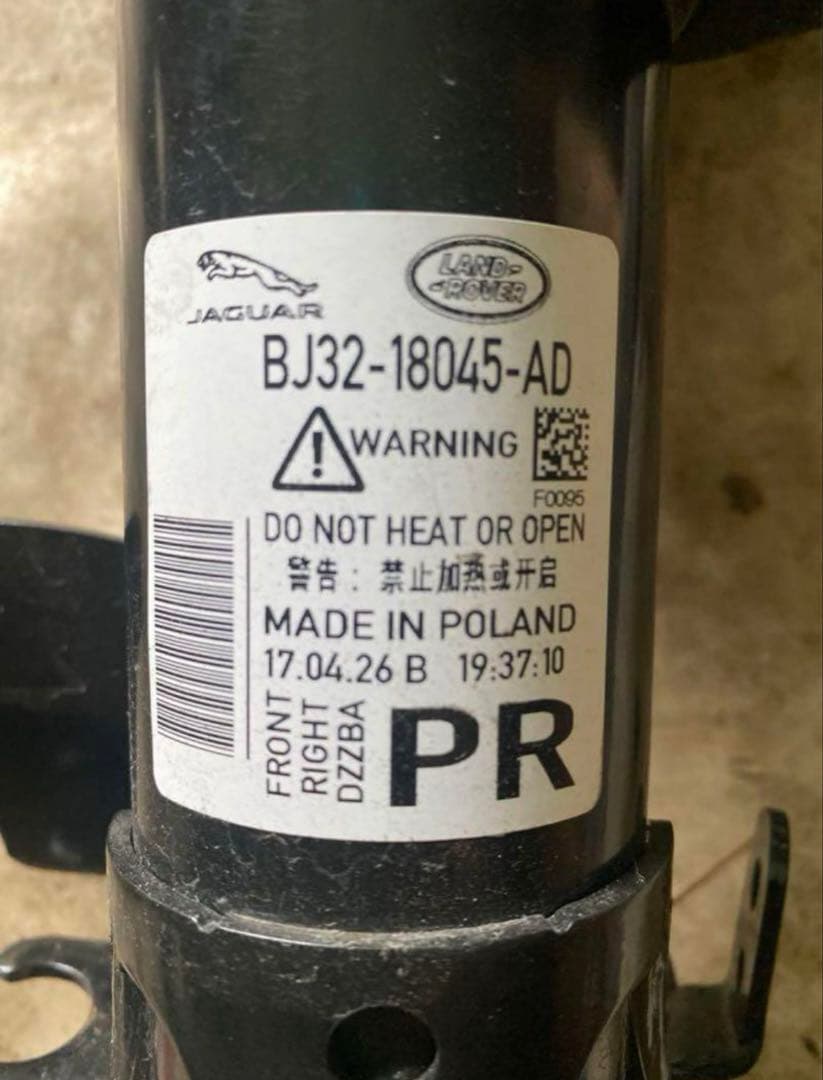 JAGUAR
LAND-
-ROVER
BJ32-18045-AD
WARNING
F0095
DO NOT HEAT OR OPEN
警告：禁止加热或开启
MADE IN POLAND
17.04.26 B 19:37:10
FRONT
RIGHT
DZZBA
PR